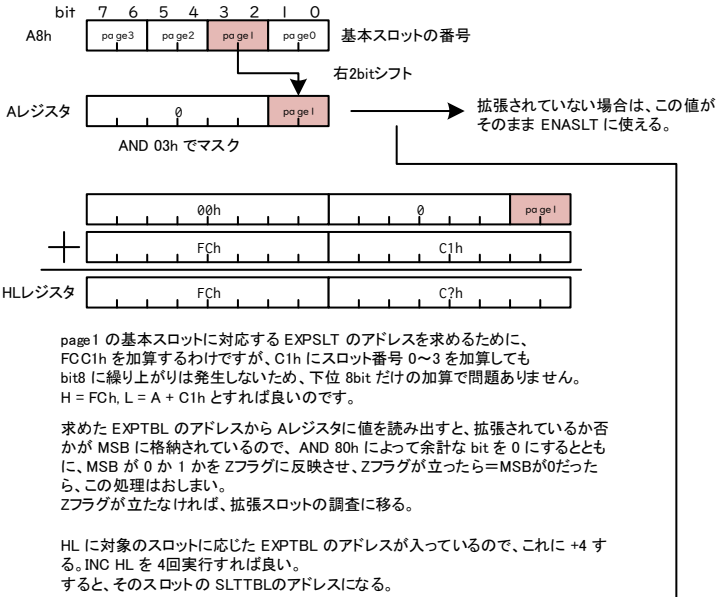 bit 7 6 5 4 3 2 1 0
A8h page3 page2 page1 page0 基本スロットの番号
右2bitシフト
Aレジスタ 0 page1
拡張されていない場合は、この値が
そのまま ENASLT に使える。
AND 03h でマスク
00h 0 page1
+ FCh C1h
HLレジスタ FCh C?h
page1 の基本スロットに対応する EXPSLT のアドレスを求めるために、
FCC1h を加算するわけですが、C1h にスロット番号 0～3 を加算しても
bit8 に繰り上がりは発生しないため、下位 8bit だけの加算で問題ありません。
H = FCh, L = A + C1h とすれば良いのです。
求めた EXPTBL のアドレスから Aレジスタに値を読み出すと、拡張されているか否
かが MSB に格納されているので、 AND 80h によって余計な bit を 0 にするととも
に、MSB が 0 か 1 かを Zフラグに反映させ、Zフラグが立ったら＝MSBが0だった
ら、この処理はおしまい。
Zフラグが立たなければ、拡張スロットの調査に移る。
HL に対象のスロットに応じた EXPTBL のアドレスが入っているので、これに +4 す
る。INC HL を 4回実行すれば良い。
すると、そのスロットの SLTTBLのアドレスになる。